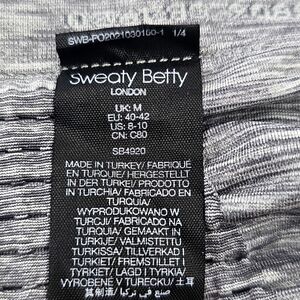 SWB-PO2021030100-1 1/4
Sweaty Betty
LONDON
UK: M
EU: 40-42
US: 8-10
CN: C80
SB4920
MADE IN TURKEY/ FABRIQUÉ
EN TURQUIE/ HERGESTELLT
IN DER TÜRKEI/ PRODOTTO
IN TURCHIA/ FABRICADO EN
TURQUÍA/
WYPRODUKOWANO W
TURCJI/ FABRICADO NA
TURQUIA/ GEMAAKT IN
TURKIJE/ VALMISTETTU
TURKISSA/ TILLVERKAD I
TURKIET/ FREMSTILLET I
TYRKIET/ LAGD I TYRKIA/
VYROBENÉ V TURECKU/ 土耳
其制造/ صنع في تركيا